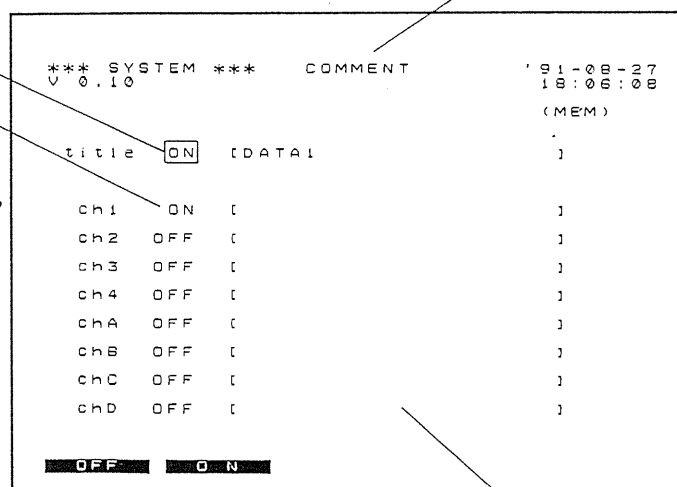 *** SYSTEM *** COMMENT '91-08-27
V 0.10 18:06:08
(MEM)
title ON [DATA1 ]
ch1 ON [ ]
ch2 OFF [ ]
ch3 OFF [ ]
ch4 OFF [ ]
chA OFF [ ]
chB OFF [ ]
chC OFF [ ]
chD OFF [ ]
OFF ON